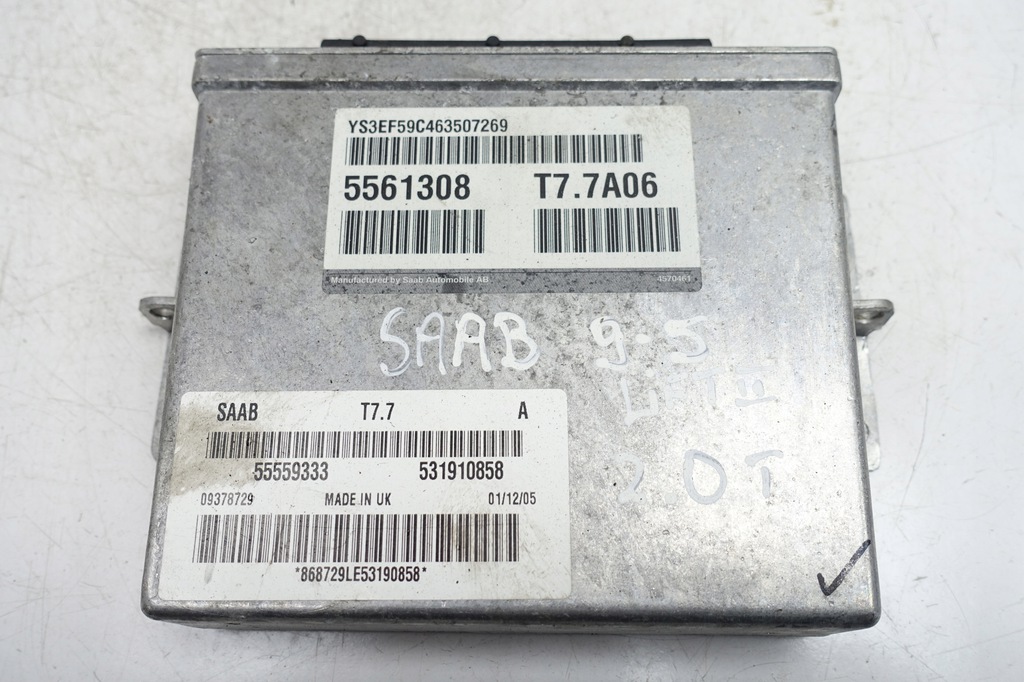 YS3EF59C463507269
5561308 T7.7A06
Manufactured by Saab Automobile AB 4570461
SAAB 9-5
2 0T
SAAB T7.7 A
55559333 531910858
09378729 MADE IN UK 01/12/05
*868729LE53190858*